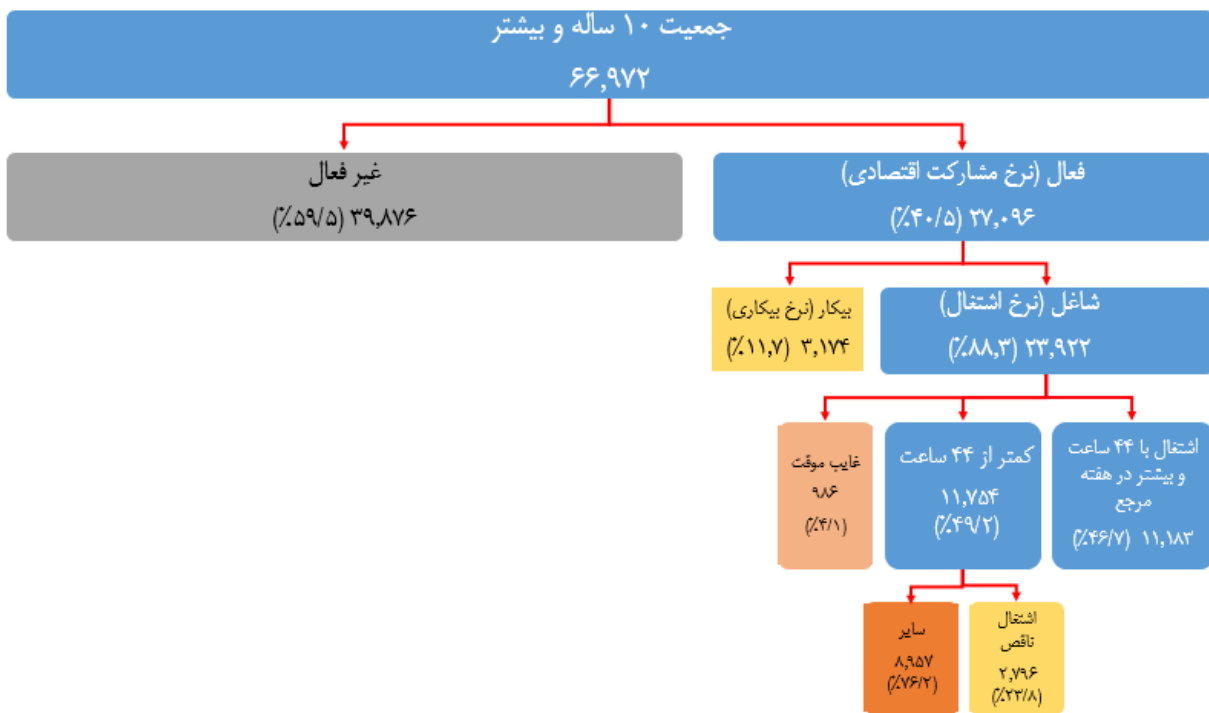 جمعیت ۱۰ ساله و بیشتر
۶۶,۹۷۲
فعال (نرخ مشارکت اقتصادی)
۲۷,۰۹۶ (٪۴۰/۵)
غیر فعال
۳۹,۸۷۶ (٪۵۹/۵)
شاغل (نرخ اشتغال)
۲۳,۹۲۲ (٪۸۸,۳)
بیکار (نرخ بیکاری)
۳,۱۷۴ (٪۱۱,۷)
اشتغال با ۴۴ ساعت
و بیشتر در هفته
مرجع
۱۱,۱۸۳ (٪۴۶/۷)
کمتر از ۴۴ ساعت
۱۱,۷۵۴
(٪۴۹/۲)
غایب موقت
۹۸۶
(٪۴/۱)
اشتغال
ناقص
۲,۷۹۶
(٪۲۳/۸)
سایر
۸,۹۵۷
(٪۷۶/۲)